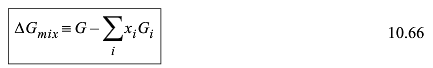 ΔG_mix ≡ G − ∑_i x_i G_i 10.66